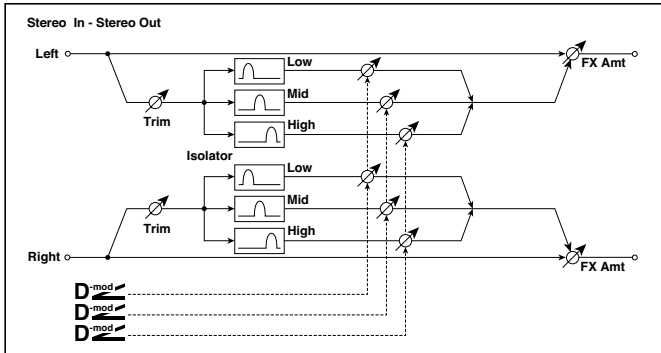 Stereo In - Stereo Out
Left
FX Amt
Low
Mid
High
Trim
Isolator
Low
Mid
High
Trim
Right
FX Amt
D-mod
D-mod
D-mod